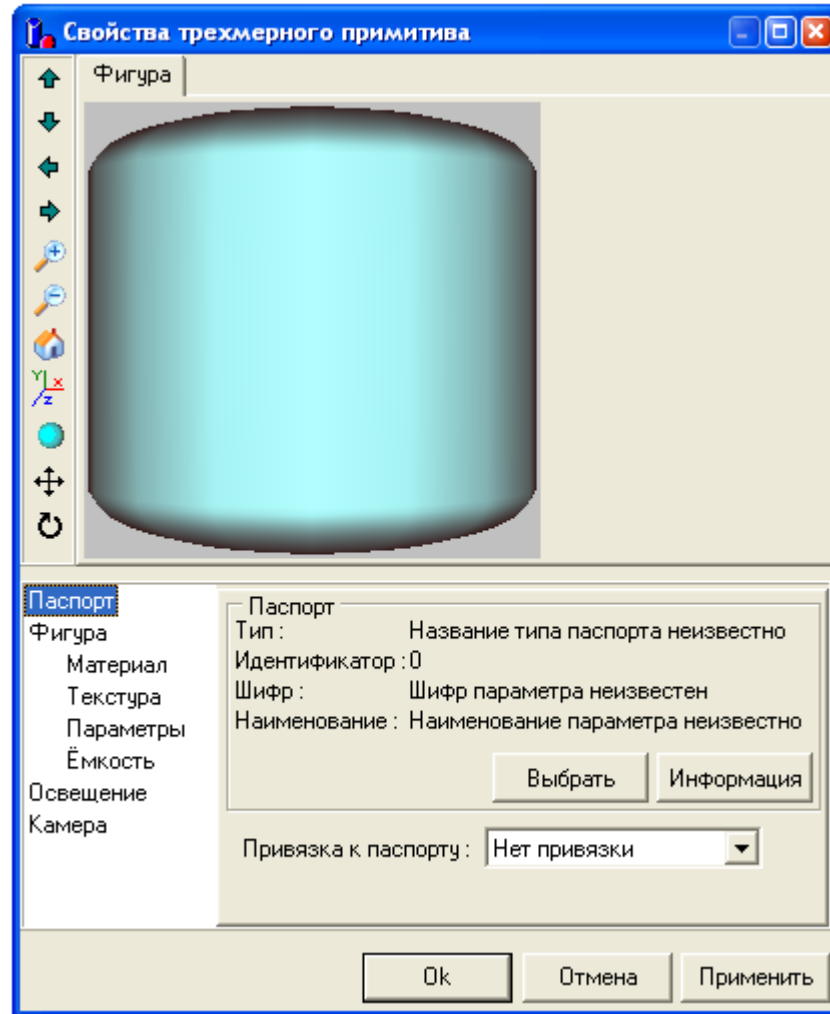 Свойства трехмерного примитива
Фигура
Y
x
z
Паспорт
Фигура
Материал
Текстура
Параметры
Ёмкость
Освещение
Камера
Паспорт
Тип : Название типа паспорта неизвестно
Идентификатор : 0
Шифр : Шифр параметра неизвестен
Наименование : Наименование параметра неизвестно
Выбрать Информация
Привязка к паспорту : Нет привязки
Ok Отмена Применить